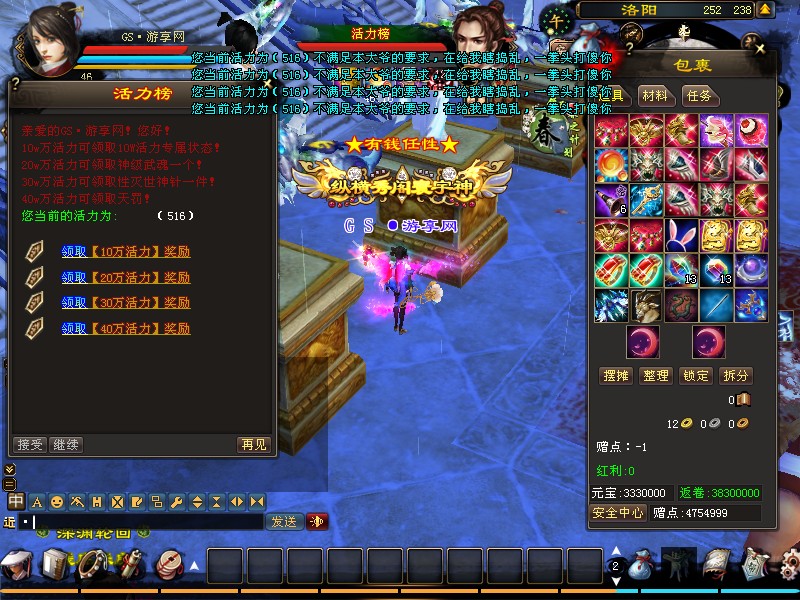 GS·游享网
46
活力榜
洛阳 252 238
午
您当前活力为(516)不满足本大爷的要求,在给我瞎捣乱,一拳头打傻你
您当前活力为(516)不满足本大爷的要求,在给我瞎捣乱,一拳头打傻你
您当前活力为(516)不满足本大爷的要求,在给我瞎捣乱,一拳头打傻你
您当前活力为(516)不满足本大爷的要求,在给我瞎捣乱,一拳头打傻你
活力榜
亲爱的GS·游享网!您好!
10w万活力可领取10W活力专属状态!
20w万活力可领取神级武魂一个!
30w万活力可领取性灭世神针一件!
40w万活力可领取天罚!
您当前的活力为: (516)
领取【10万活力】奖励
领取【20万活力】奖励
领取【30万活力】奖励
领取【40万活力】奖励
接受 继续 再见
★有钱任性★
GS●游享网
春
之计划
包裹
道具 材料 任务
6
13 13
摆摊 整理 锁定 拆分
0
12 0 0
赠点:-1
红利:0
元宝:3330000 返卷:38300000
安全中心 赠点:4754999
中 A
近 发送
深渊轮回
2